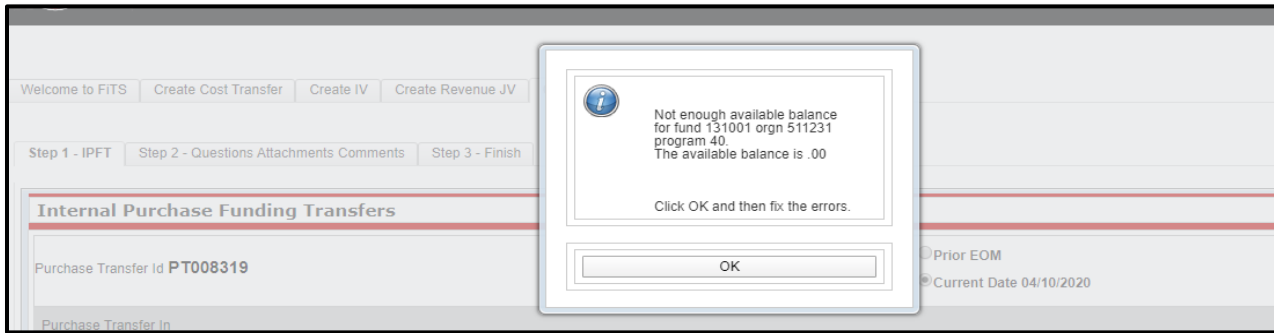 Welcome to FiTS Create Cost Transfer Create IV Create Revenue JV
Step 1 - IPFT Step 2 - Questions Attachments Comments Step 3 - Finish
Internal Purchase Funding Transfers
Purchase Transfer Id PT008319
Prior EOM
Current Date 04/10/2020
Purchase Transfer In
Not enough available balance
for fund 131001 orgn 511231
program 40.
The available balance is .00
Click OK and then fix the errors.
OK